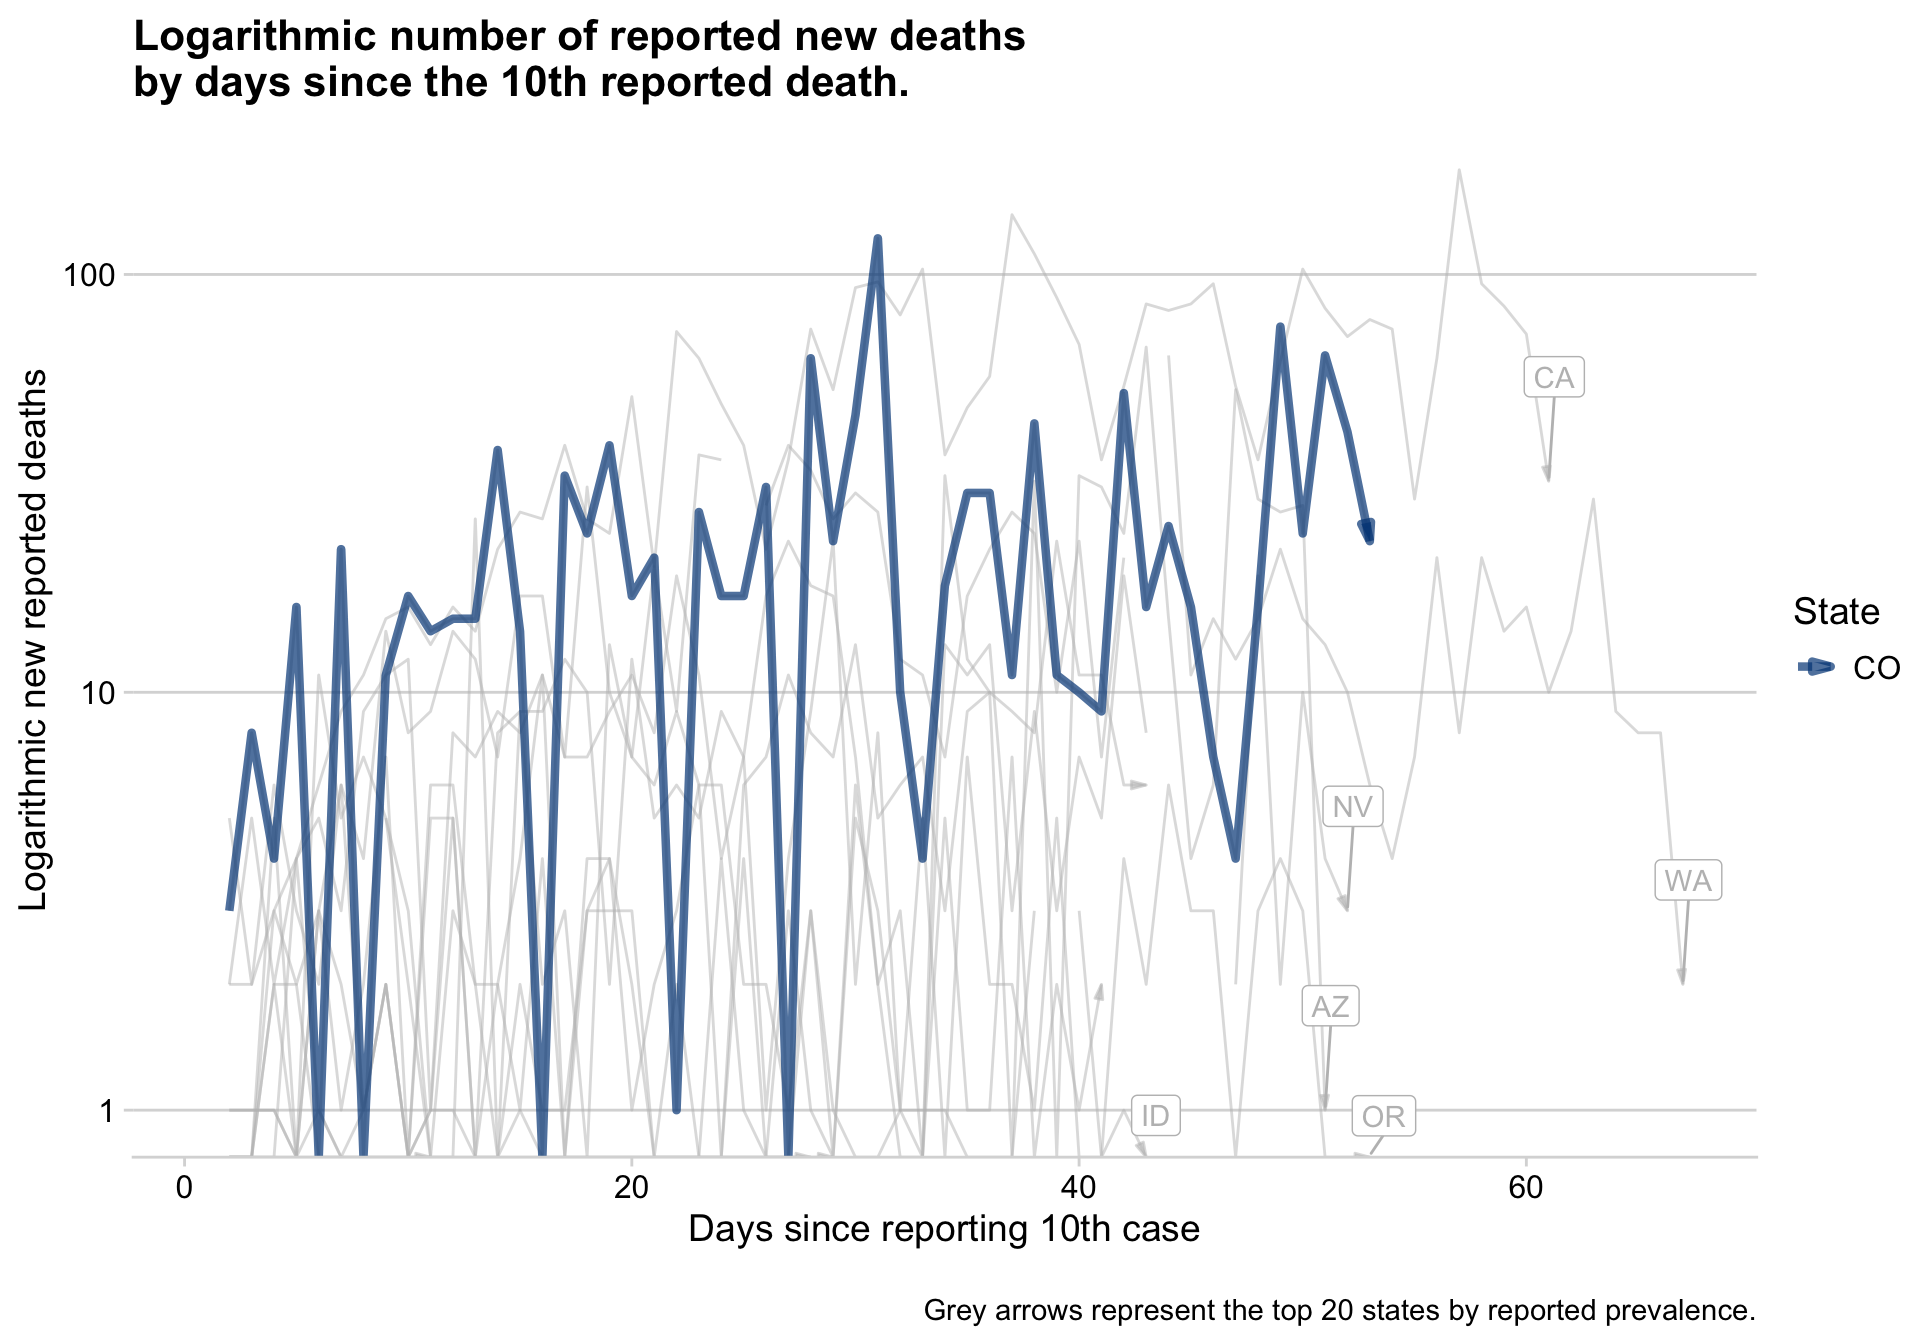 Logarithmic number of reported new deaths
by days since the 10th reported death.
Logarithmic new reported deaths
100
10
1
CA
NV
WA
AZ
ID
OR
State
CO
0
20
40
60
Days since reporting 10th case
Grey arrows represent the top 20 states by reported prevalence.